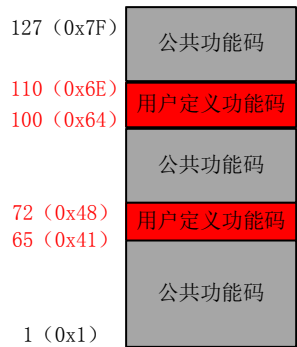 127（0x7F）
公共功能码
110（0x6E）
用户定义功能码
100（0x64）
公共功能码
72（0x48）
用户定义功能码
65（0x41）
公共功能码
1（0x1）